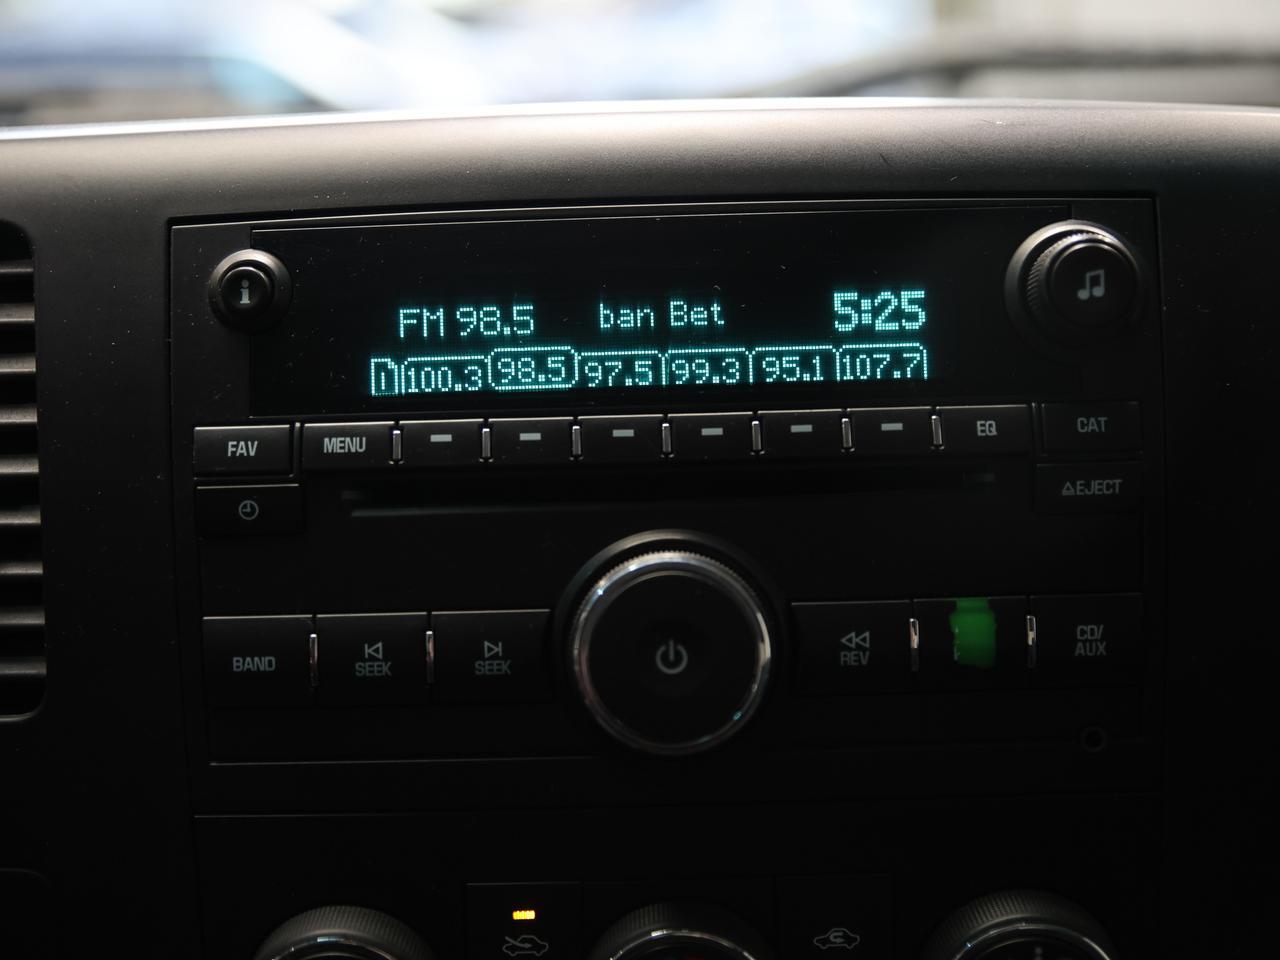 i
FM 98.5 ban Bet 5:25
1 100.3 98.5 97.5 99.3 95.1 107.7
FAV MENU EQ CAT
EJECT
BAND SEEK SEEK REV CD/
AUX